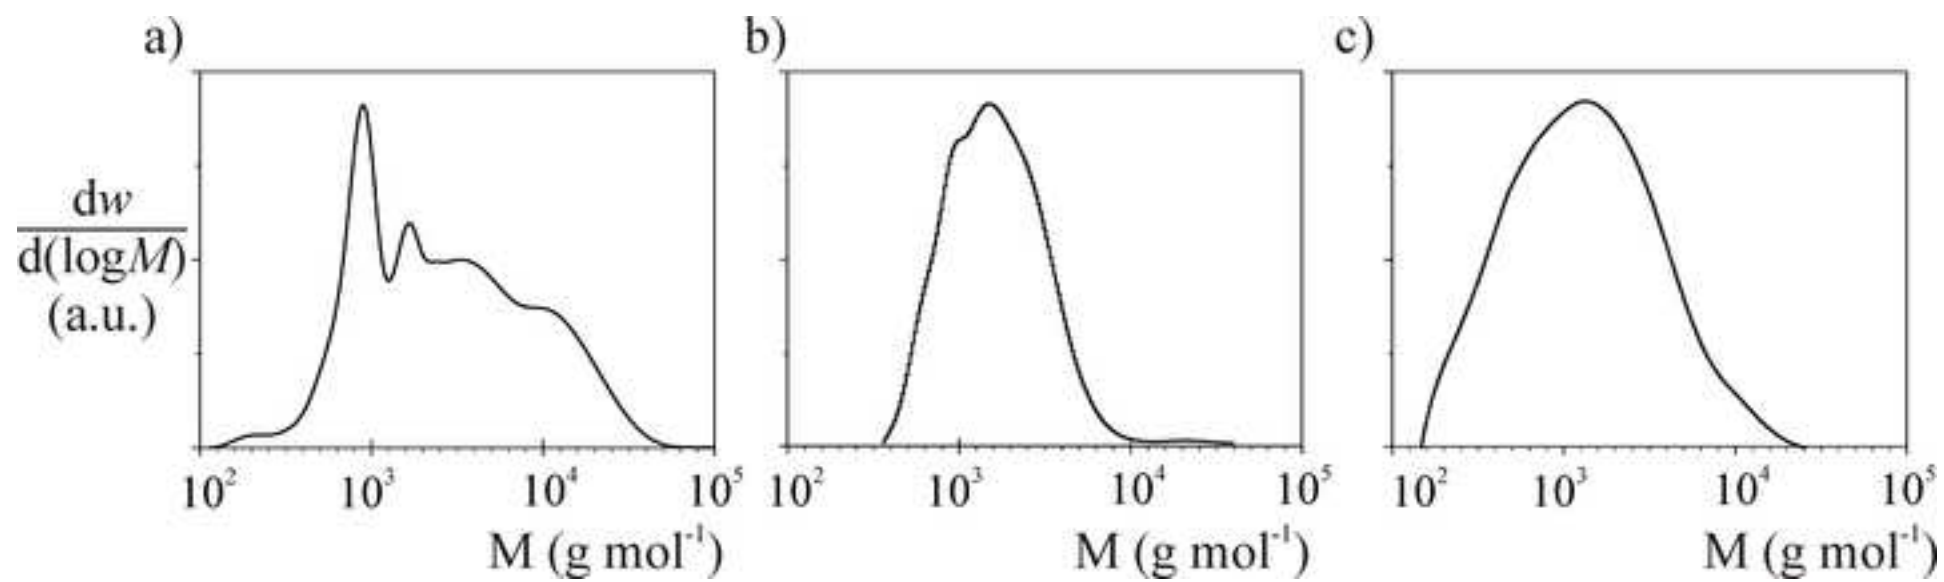 a) b) c)
dw
d(logM)
(a.u.)
10² 10³ 10⁴ 10⁵ 10² 10³ 10⁴ 10⁵ 10² 10³ 10⁴ 10⁵
M (g mol⁻¹) M (g mol⁻¹) M (g mol⁻¹)